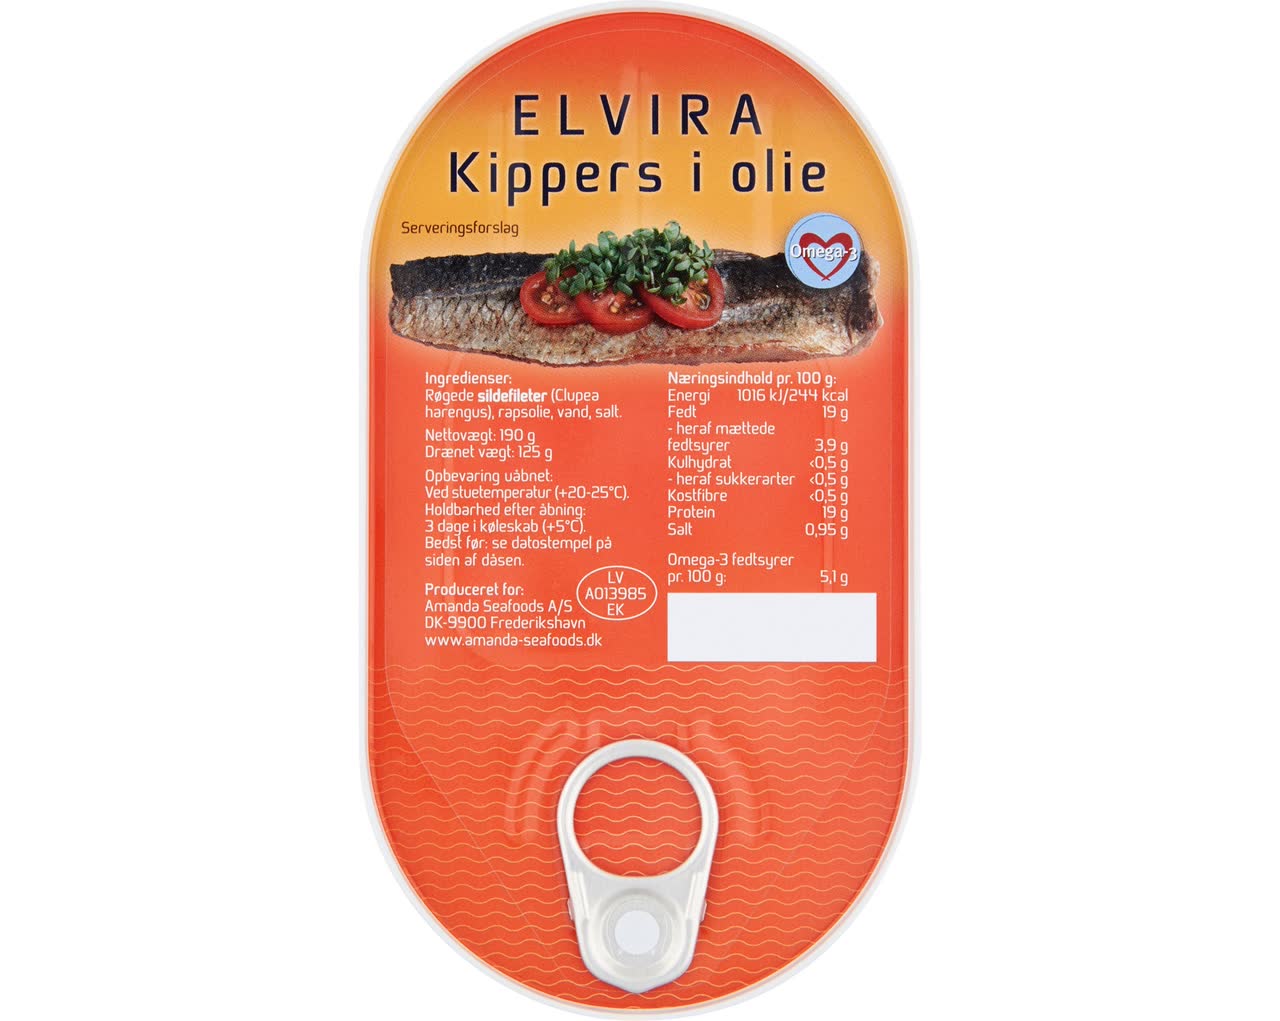 ELVIRA
Kippers i olie
Serveringsforslag
Omega-3
Ingredienser:
Røgede sildefileter (Clupea
harengus), rapsolie, vand, salt.
Nettovægt: 190 g
Drænet vægt: 125 g
Opbevaring uåbnet:
Ved stuetemperatur (+20-25°C).
Holdbarhed efter åbning:
3 dage i køleskab (+5°C).
Bedst før: se datostempel på
siden af dåsen.
Produceret for:
Amanda Seafoods A/S
DK-9900 Frederikshavn
www.amanda-seafoods.dk
LV
A013985
EK
Næringsindhold pr. 100 g:
Energi 1016 kJ/244 kcal
Fedt 19 g
- heraf mættede
fedtsyrer 3,9 g
Kulhydrat <0,5 g
- heraf sukkerarter <0,5 g
Kostfibre <0,5 g
Protein 19 g
Salt 0,95 g
Omega-3 fedtsyrer
pr. 100 g: 5,1 g